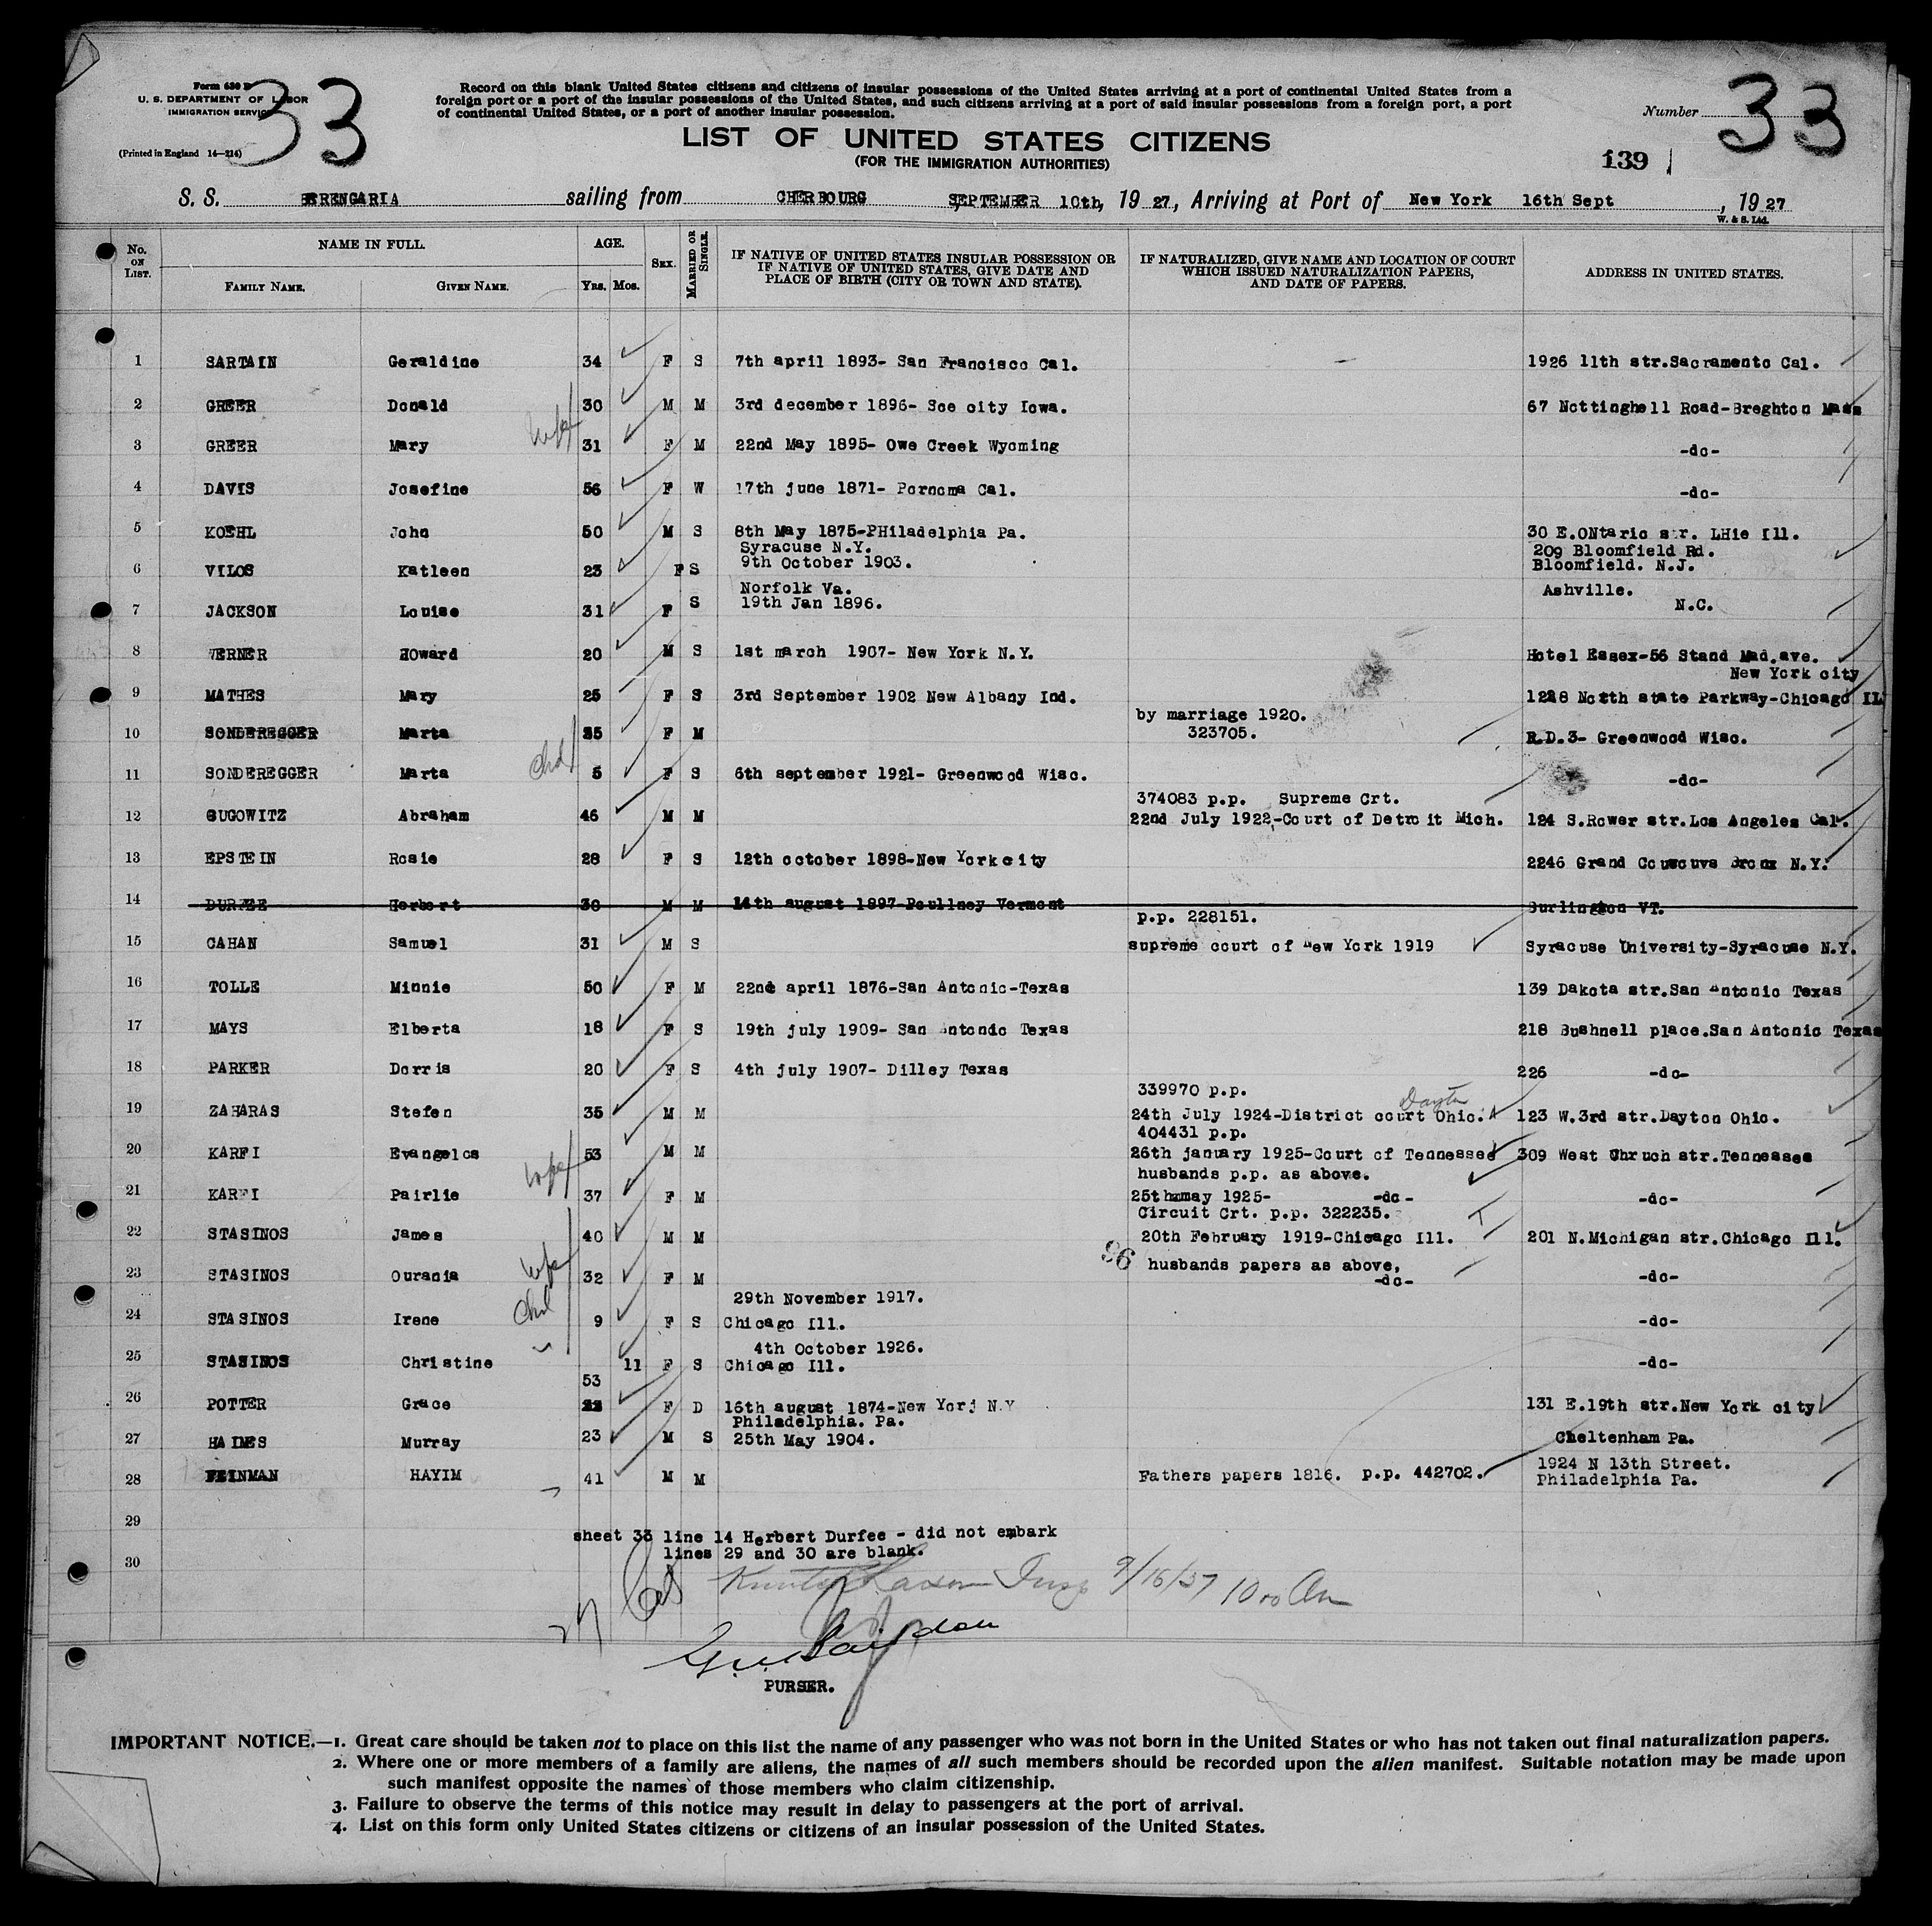 33
Form 630 B
U. S. DEPARTMENT OF LABOR
IMMIGRATION SERVICE
(Printed in England 14—214)
Record on this blank United States citizens and citizens of insular possessions of the United States arriving at a port of continental United States from a
foreign port or a port of the insular possessions of the United States, and such citizens arriving at a port of said insular possessions from a foreign port, a port
of continental United States, or a port of another insular possession.
Number 33
LIST OF UNITED STATES CITIZENS
(FOR THE IMMIGRATION AUTHORITIES)
139
S. S. BERENGARIA sailing from CHERBOURG SEPTEMBER 10th, 19 27, Arriving at Port of New York 16th Sept, 19 27
W. & S. Ltd.
No. ON LIST. NAME IN FULL. FAMILY NAME. GIVEN NAME. AGE. Yrs. Mos. SEX. MARRIED OR SINGLE. IF NATIVE OF UNITED STATES INSULAR POSSESSION OR IF NATIVE OF UNITED STATES, GIVE DATE AND PLACE OF BIRTH (CITY OR TOWN AND STATE). IF NATURALIZED, GIVE NAME AND LOCATION OF COURT WHICH ISSUED NATURALIZATION PAPERS, AND DATE OF PAPERS. ADDRESS IN UNITED STATES.
1 SARTAIN Geraldine 34 F S 7th april 1893- San Francisco Cal. — 1926 11th str.Sacramento Cal.
2 GREER Donald 30 M M 3rd december 1896- Soe city Iowa. 67 Nottinghell Road-Breghton Mass
wife
3 GREER Mary 31 F M 22nd May 1895- Owe Creek Wyoming -do-
4 DAVIS Josefine 56 F W 17th june 1871- Pornoma Cal. -do-
5 KOEHL John 50 M S 8th May 1875-PHiladelphia Pa. 30 E.ONtario str. LHie Ill.
Syracuse N.Y. 209 Bloomfield Rd.
6 VILOS Katleen 23 F S 9th October 1903. Bloomfield. N.J.
Norfolk Va. Ashville.
7 JACKSON Louise 31 F S 19th Jan 1896. N.C.
8 VERNER HOward 20 M S 1st march 1907- New York N.Y. Hotel Essex-56 Stand Mad.ave.
New York city
9 MATHES Mary 25 F S 3rd September 1902 New Albany Ind. 1228 North state Parkway-Chicago IL
by marriage 1920.
10 SONDEREGGER Marta 35 F M 323705. R.D.3- Greenwood Wisc.
Chd
11 SONDEREGGER Marta 5 F S 6th september 1921- Greenwood Wisc. -do-
374083 p.p. Supreme Crt.
12 GUGOWITZ Abraham 46 M M 22nd July 1922,-Court of Detroit Mich. 124 S.Rower str.Los Angeles Cal.
13 EPSTEIN Rosie 28 F S 12th october 1898-New York city 2246 Grand Couscuvs Bronx N.Y.
14 DURFEE Herbert 30 M M 14th august 1897-Poullney Vermont Burlington VT.
p.p. 228151.
15 CAHAN Samuel 31 M S supreme court of New York 1919 Syracuse University-Syracuse N.Y.
16 TOLLE Minnie 50 F M 22nd april 1876-San Antonio-Texas 139 Dakota str.San Antonio Texas
17 MAYS Elberta 18 F S 19th july 1909- San Antondo Texas 218 Bushnell place.San Antonio Texas
18 PARKER Dorris 20 F S 4th july 1907- Dilley Texas 226 -do-
339970 p.p.
Dayton
19 ZAHARAS Stefen 35 M M 24th July 1924-District court Ohio. 123 W.3rd str.Dayton Ohio.
404431 p.p.
20 KARFI Evangelos 53 M M 26th january 1925-Court of Tennessee 309 West Chruch str.Tennessee
wife husbands p.p. as above.
21 KARFI Pairlie 37 F M 25th may 1925- -do- -do-
Circuit Crt. p.p. 322235.
22 STASINOS James 40 M M 20th February 1919-Chicago Ill. 201 N.Michigan str.Chicago Ill.
96
wife husbands papers as above,
23 STASINOS Ourania 32 F M -do- -do-
Chd 29th November 1917.
24 STASINOS Irene 9 F S Chicago Ill. -do-
4th October 1926.
25 STASINOS Christine 11 F S Chicago Ill. -do-
53
26 POTTER Grace F D 16th august 1874-New Yorj N.Y 131 E.19th str.New York city
Philadelphia. Pa.
27 HAINES Murray 23 M S 25th May 1904. Cheltenham Pa.
1924 N 13th Street.
28 FEINMAN HAYIM 41 M M Fathers papers 1816. p.p. 442702. Philadelphia Pa.
29
sheet 33 line 14 Herbert Durfee - did not embark
30 lines 29 and 30 are blank.
Insp 9/16/27 10 00 Am
PURSER.
IMPORTANT NOTICE.—1. Great care should be taken not to place on this list the name of any passenger who was not born in the United States or who has not taken out final naturalization papers.
2. Where one or more members of a family are aliens, the names of all such members should be recorded upon the alien manifest. Suitable notation may be made upon
such manifest opposite the names of those members who claim citizenship.
3. Failure to observe the terms of this notice may result in delay to passengers at the port of arrival.
4. List on this form only United States citizens or citizens of an insular possession of the United States.